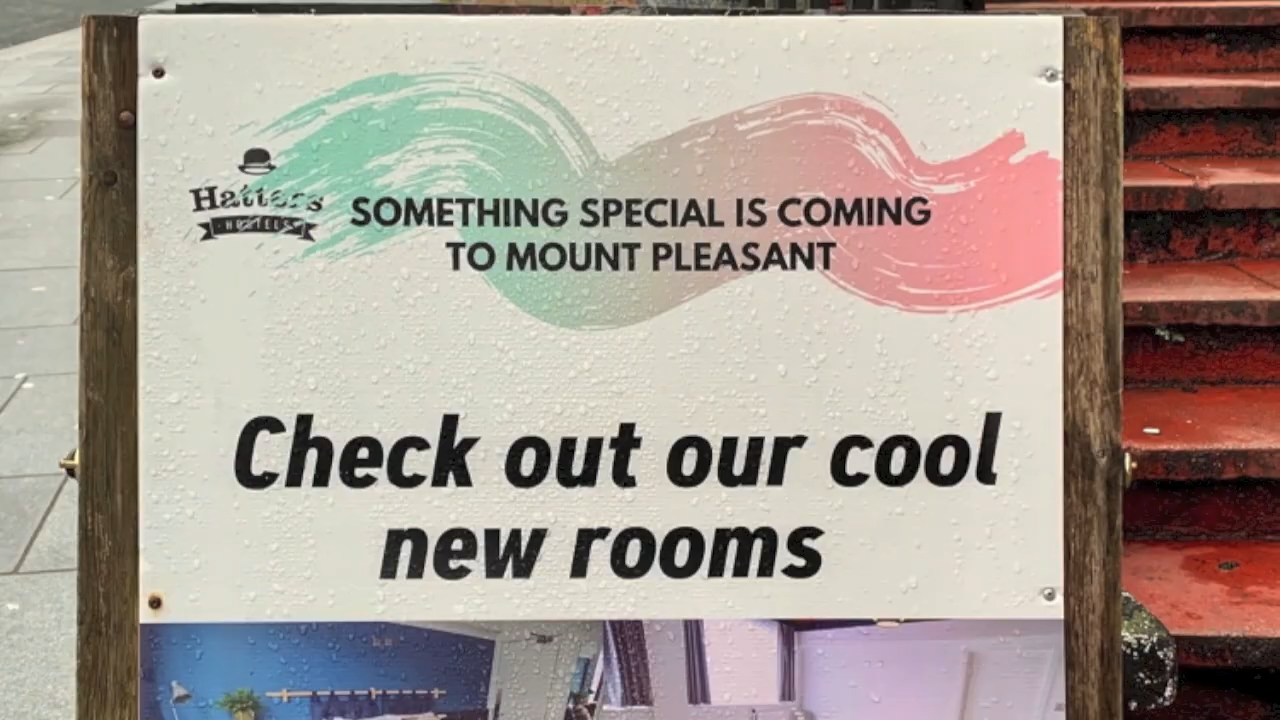 Hatters
HOSTELS
SOMETHING SPECIAL IS COMING
TO MOUNT PLEASANT
Check out our cool
new rooms